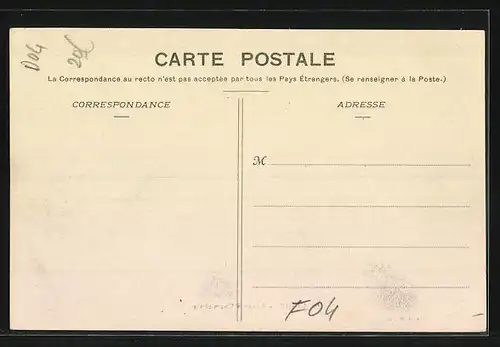 D04
20
CARTE POSTALE
La Correspondance au recto n'est pas acceptée par tous les Pays Étrangers. (Se renseigner à la Poste.)
CORRESPONDANCE
ADRESSE
M
F04